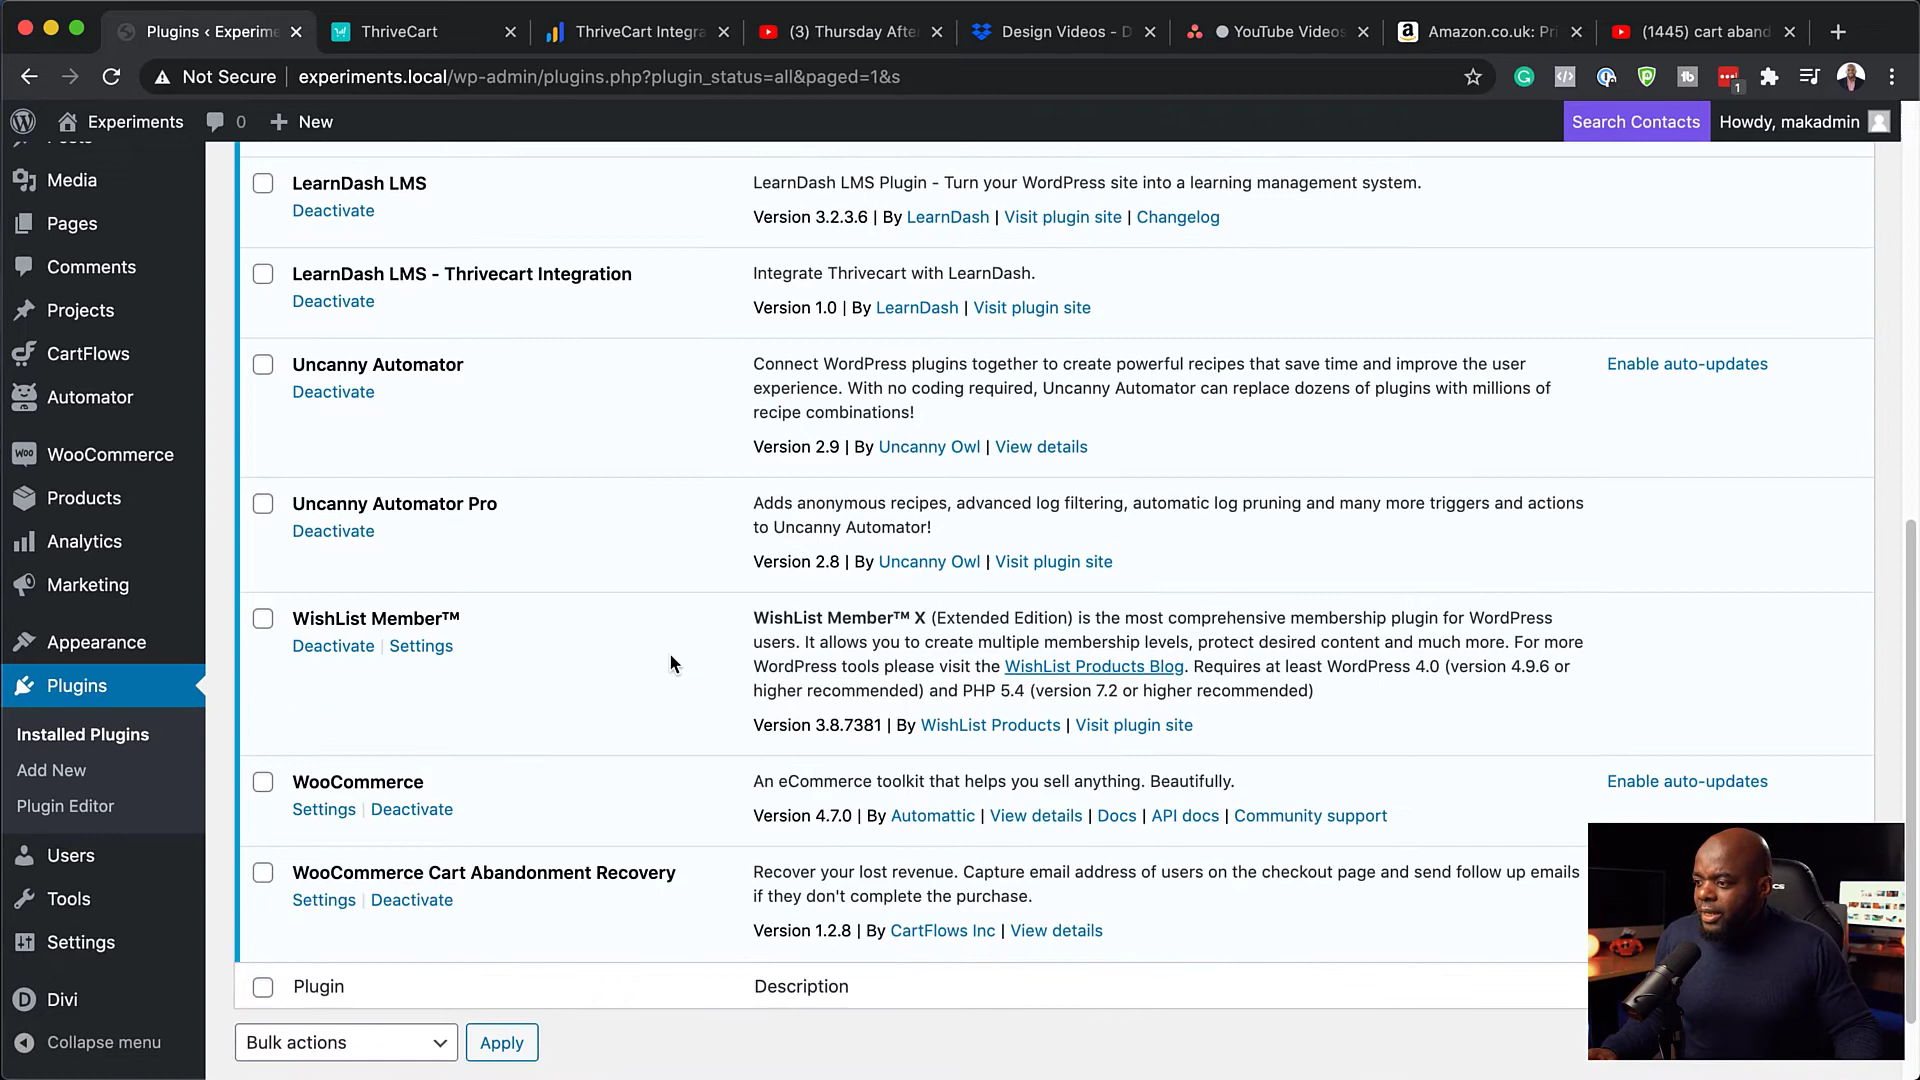 Plugins ‹ Experim
ThriveCart
ThriveCart Integra
(3) Thursday Afte
Design Videos - D
YouTube Videos
Amazon.co.uk: Pri
(1445) cart aband
Not Secure
experiments.local/wp-admin/plugins.php?plugin_status=all&paged=1&s
1
Experiments
0
New
Search Contacts
Howdy, makadmin
Media
Pages
Comments
Projects
CartFlows
Automator
WooCommerce
Products
Analytics
Marketing
Appearance
Plugins
Installed Plugins
Add New
Plugin Editor
Users
Tools
Settings
Divi
Collapse menu
LearnDash LMS
Deactivate
LearnDash LMS Plugin - Turn your WordPress site into a learning management system.
Version 3.2.3.6 | By LearnDash | Visit plugin site | Changelog
LearnDash LMS - Thrivecart Integration
Deactivate
Integrate Thrivecart with LearnDash.
Version 1.0 | By LearnDash | Visit plugin site
Uncanny Automator
Deactivate
Connect WordPress plugins together to create powerful recipes that save time and improve the user
experience. With no coding required, Uncanny Automator can replace dozens of plugins with millions of
recipe combinations!
Version 2.9 | By Uncanny Owl | View details
Enable auto-updates
Uncanny Automator Pro
Deactivate
Adds anonymous recipes, advanced log filtering, automatic log pruning and many more triggers and actions
to Uncanny Automator!
Version 2.8 | By Uncanny Owl | Visit plugin site
WishList Member™
Deactivate | Settings
WishList Member™ X (Extended Edition) is the most comprehensive membership plugin for WordPress
users. It allows you to create multiple membership levels, protect desired content and much more. For more
WordPress tools please visit the WishList Products Blog. Requires at least WordPress 4.0 (version 4.9.6 or
higher recommended) and PHP 5.4 (version 7.2 or higher recommended)
Version 3.8.7381 | By WishList Products | Visit plugin site
WooCommerce
Settings | Deactivate
An eCommerce toolkit that helps you sell anything. Beautifully.
Version 4.7.0 | By Automattic | View details | Docs | API docs | Community support
Enable auto-updates
WooCommerce Cart Abandonment Recovery
Settings | Deactivate
Recover your lost revenue. Capture email address of users on the checkout page and send follow up emails
if they don't complete the purchase.
Version 1.2.8 | By CartFlows Inc | View details
Plugin
Description
Bulk actions
Apply